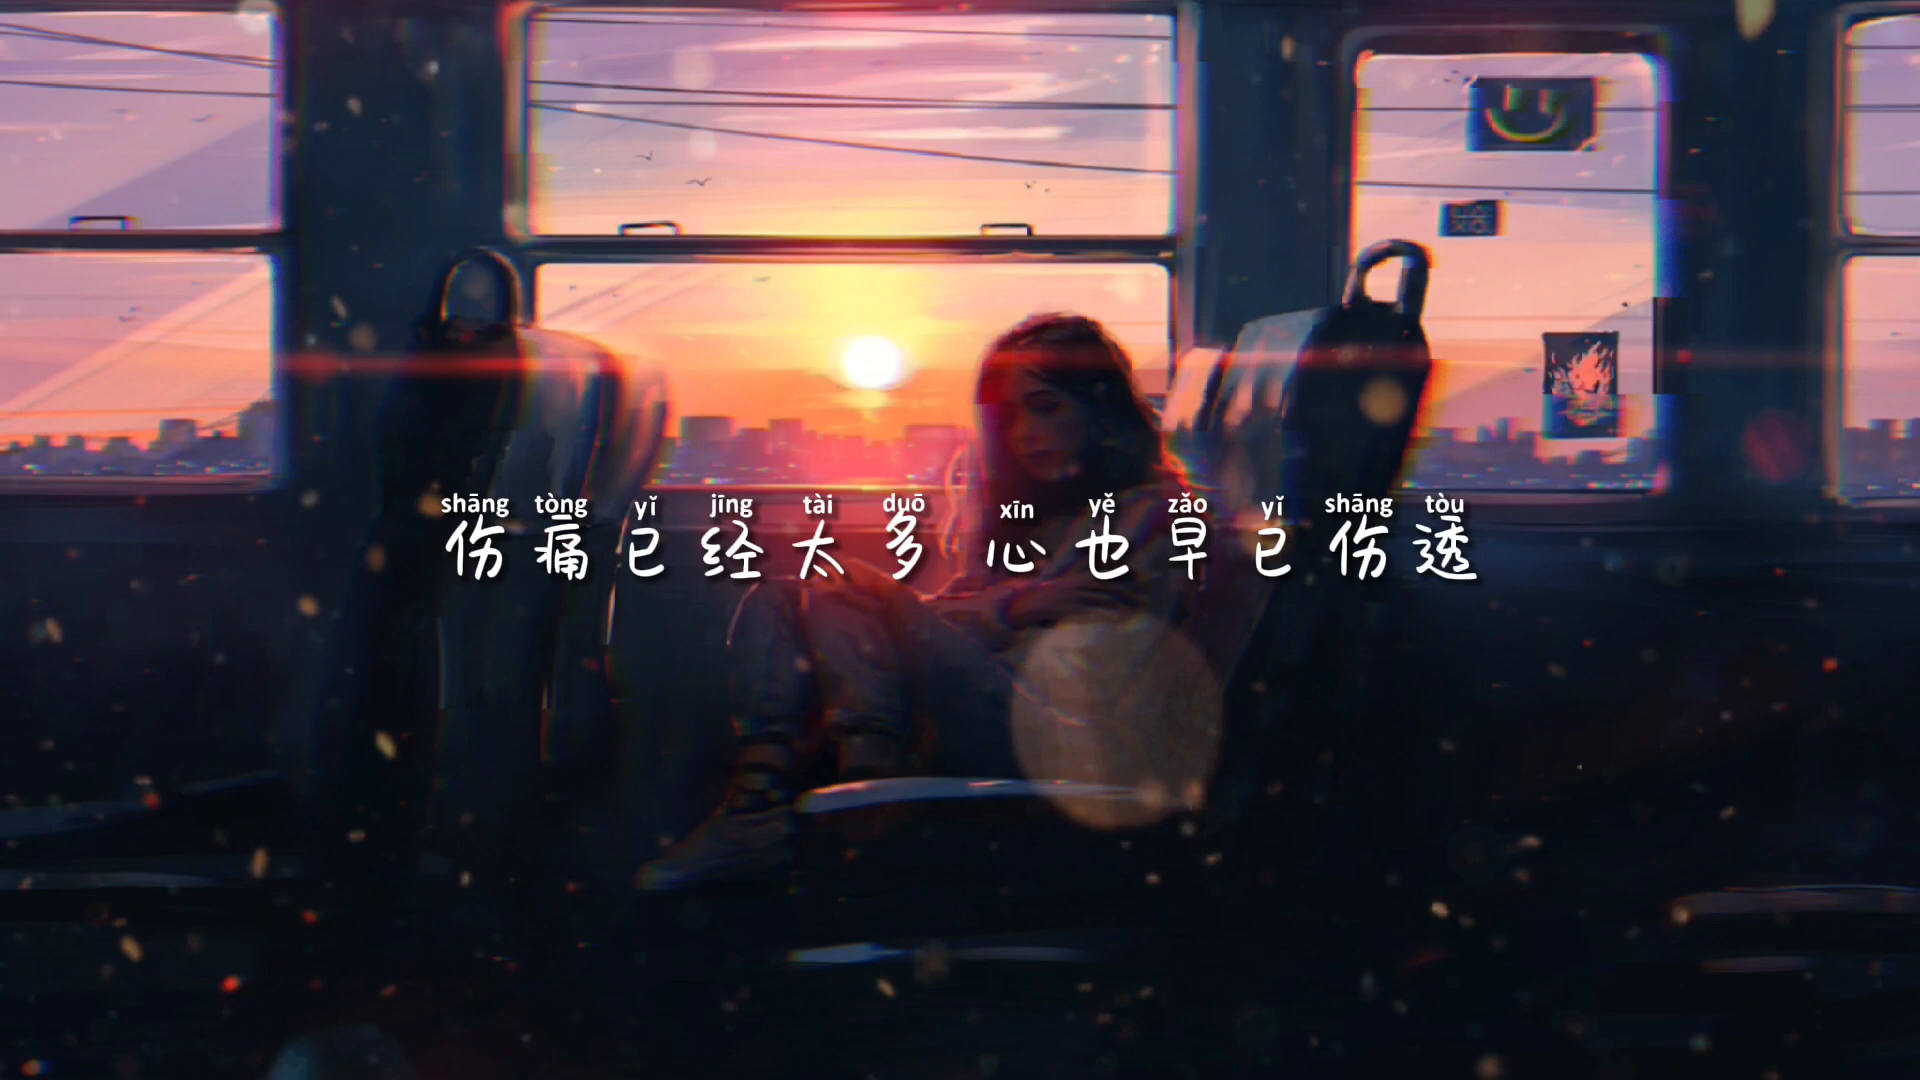 shāng tòng yǐ jīng tài duō xīn yě zǎo yǐ shāng tòu
伤痛已经太多 心也早已伤透